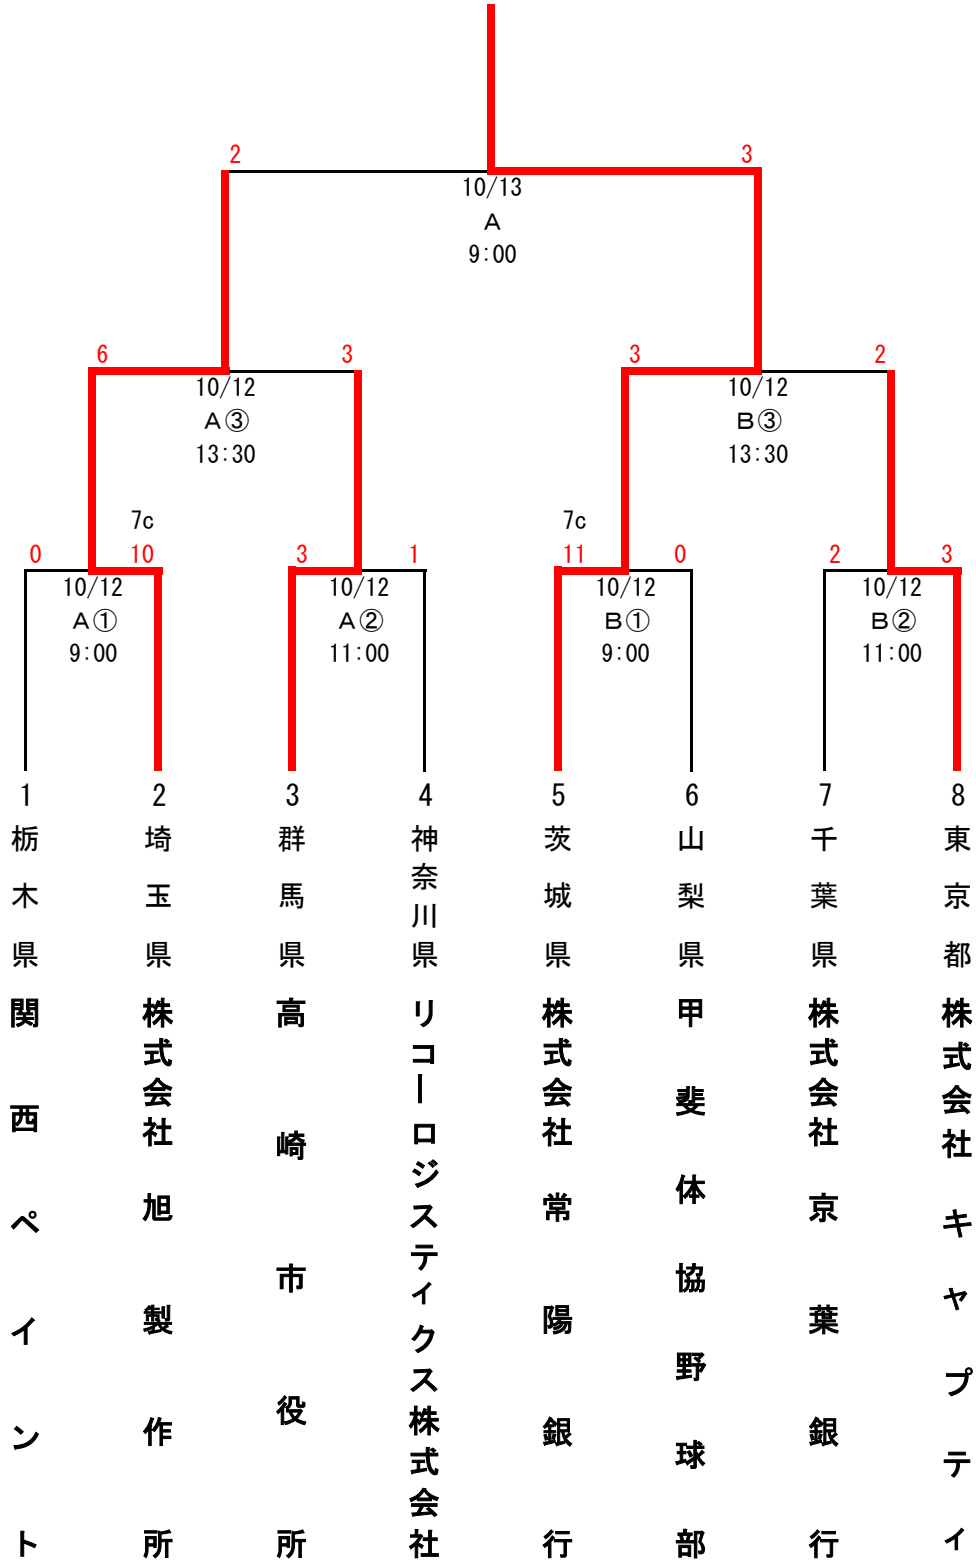 2 3
10/13
A
9:00
6 3 3 2
10/12 10/12
A③ B③
13:30 13:30
7c 7c
0 10 3 1 11 0 2 3
10/12 10/12 10/12 10/12
A① A② B① B②
9:00 11:00 9:00 11:00
1 2 3 4 5 6 7 8
栃木県
関西ペイント
埼玉県
株式会社旭製作所
群馬県
高崎市役所
神奈川県
リコーロジスティクス株式会社
茨城県
株式会社常陽銀行
山梨県
甲斐体協野球部
千葉県
株式会社京葉銀行
東京都
株式会社キャプティ